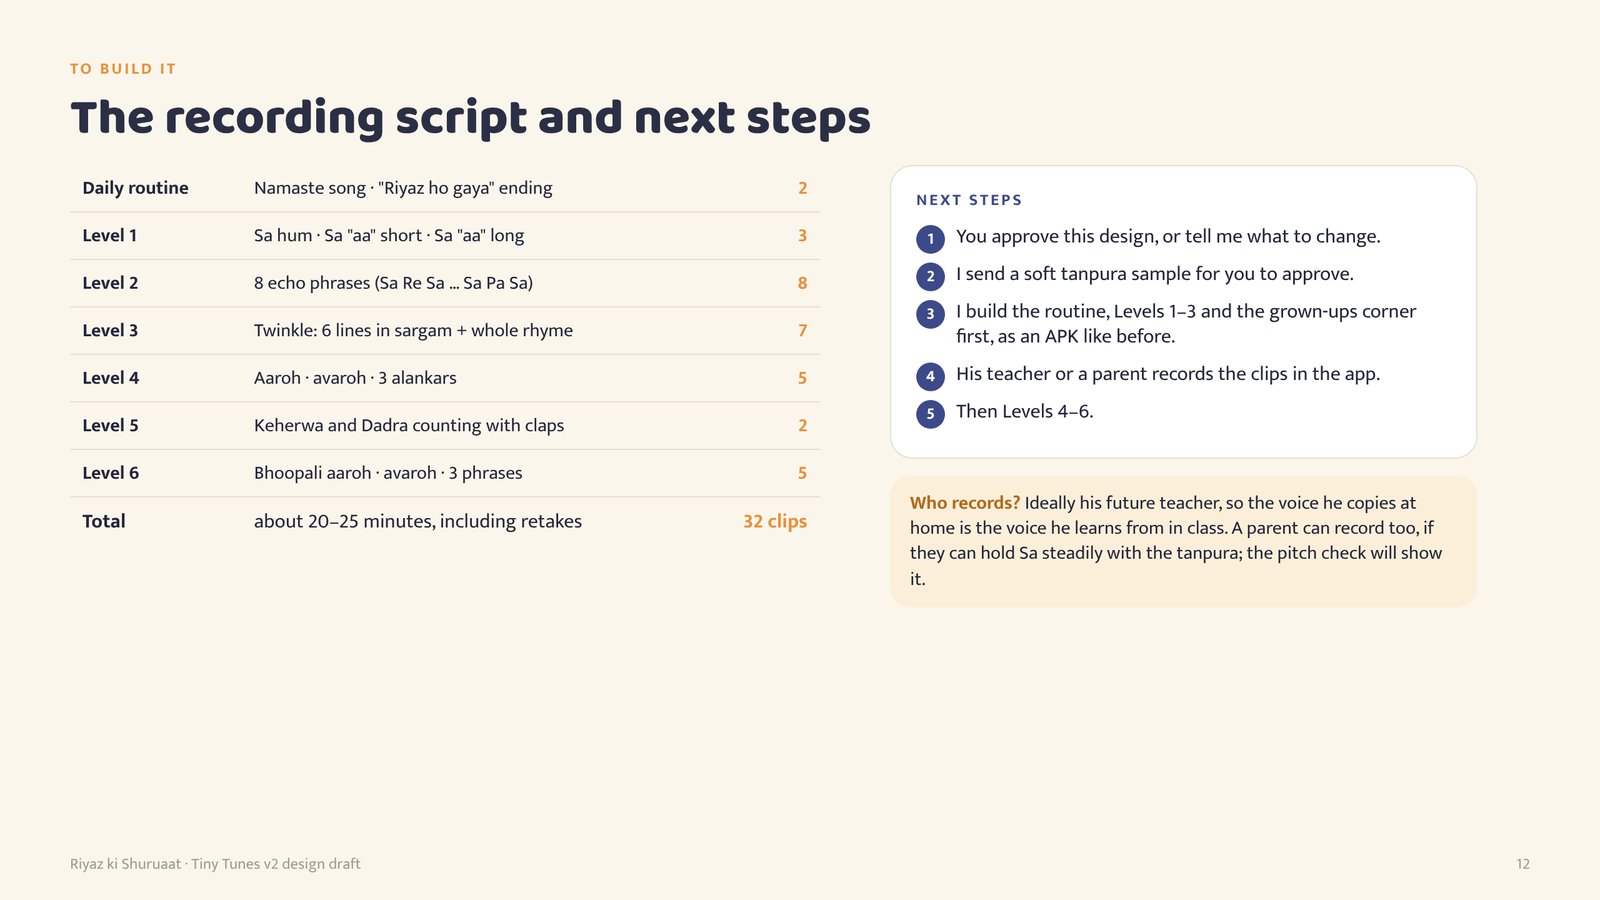 TO BUILD IT
The recording script and next steps
Daily routine Namaste song · "Riyaz ho gaya" ending 2
Level 1 Sa hum · Sa "aa" short · Sa "aa" long 3
Level 2 8 echo phrases (Sa Re Sa ... Sa Pa Sa) 8
Level 3 Twinkle: 6 lines in sargam + whole rhyme 7
Level 4 Aaroh · avaroh · 3 alankars 5
Level 5 Keherwa and Dadra counting with claps 2
Level 6 Bhoopali aaroh · avaroh · 3 phrases 5
Total about 20–25 minutes, including retakes 32 clips
NEXT STEPS
1 You approve this design, or tell me what to change.
2 I send a soft tanpura sample for you to approve.
3 I build the routine, Levels 1–3 and the grown-ups corner
first, as an APK like before.
4 His teacher or a parent records the clips in the app.
5 Then Levels 4–6.
Who records? Ideally his future teacher, so the voice he copies at
home is the voice he learns from in class. A parent can record too, if
they can hold Sa steadily with the tanpura; the pitch check will show
it.
Riyaz ki Shuruaat · Tiny Tunes v2 design draft
12